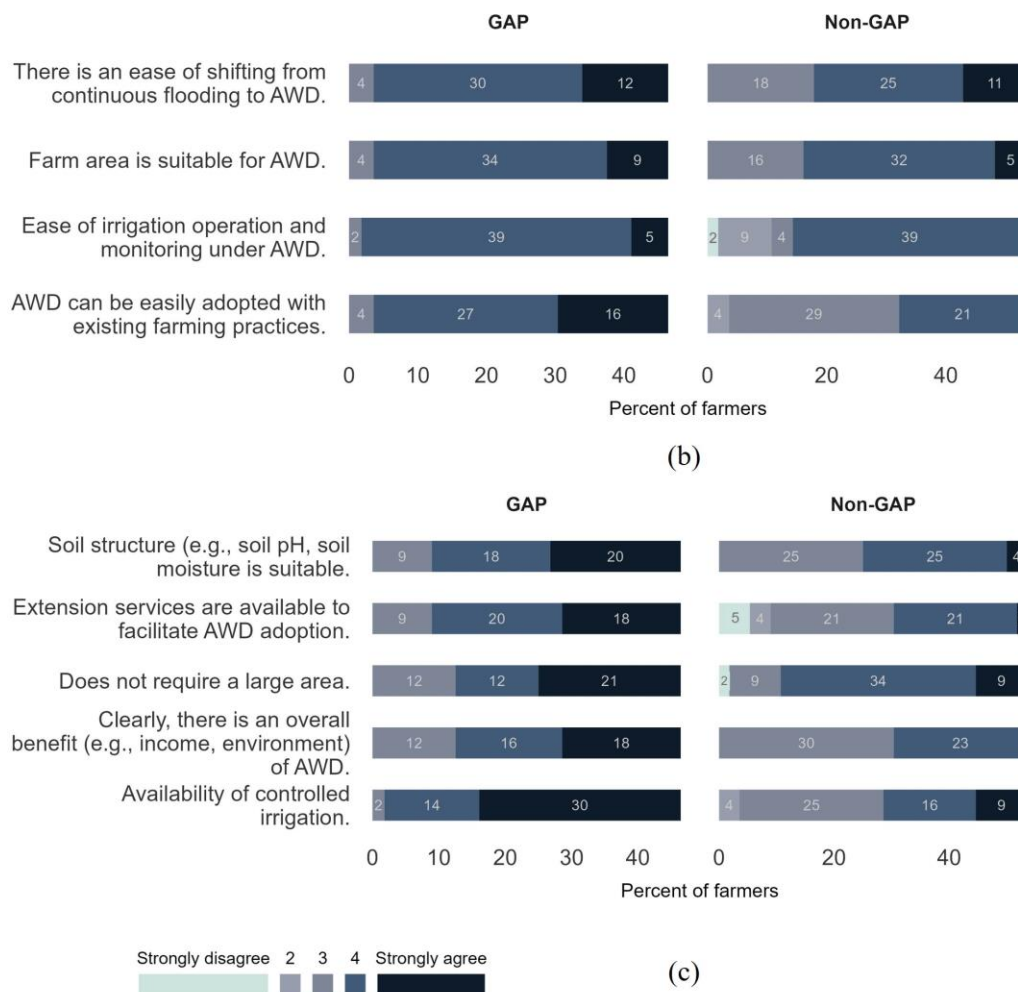 GAP Non-GAP
There is an ease of shifting from
continuous flooding to AWD.
4 30 12 18 25 11
Farm area is suitable for AWD.
4 34 9 16 32 5
Ease of irrigation operation and
monitoring under AWD.
2 39 5 2 9 4 39
AWD can be easily adopted with
existing farming practices.
4 27 16 4 29 21
0 10 20 30 40 0 20 40
Percent of farmers
(b)
GAP Non-GAP
Soil structure (e.g., soil pH, soil
moisture is suitable.
9 18 20 25 25 4
Extension services are available to
facilitate AWD adoption.
9 20 18 5 4 21 21
Does not require a large area.
12 12 21 2 9 34 9
Clearly, there is an overall
benefit (e.g., income, environment)
of AWD.
12 16 18 30 23
Availability of controlled
irrigation.
2 14 30 4 25 16 9
0 10 20 30 40 0 20 40
Percent of farmers
Strongly disagree 2 3 4 Strongly agree
(c)